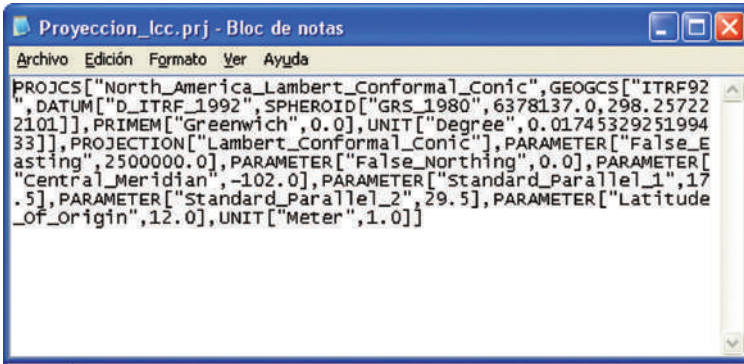 Proyeccion_lcc.prj - Bloc de notas
Archivo Edición Formato Ver Ayuda
PROJCS["North_America_Lambert_Conformal_Conic",GEOGCS["ITRF92
",DATUM["D_ITRF_1992",SPHEROID["GRS_1980",6378137.0,298.25722
2101]],PRIMEM["Greenwich",0.0],UNIT["Degree",0.01745329251994
33]],PROJECTION["Lambert_Conformal_Conic"],PARAMETER["False_E
asting",2500000.0],PARAMETER["False_Northing",0.0],PARAMETER[
"Central_Meridian",-102.0],PARAMETER["Standard_Parallel_1",17
.5],PARAMETER["Standard_Parallel_2",29.5],PARAMETER["Latitude
_Of_Origin",12.0],UNIT["Meter",1.0]]